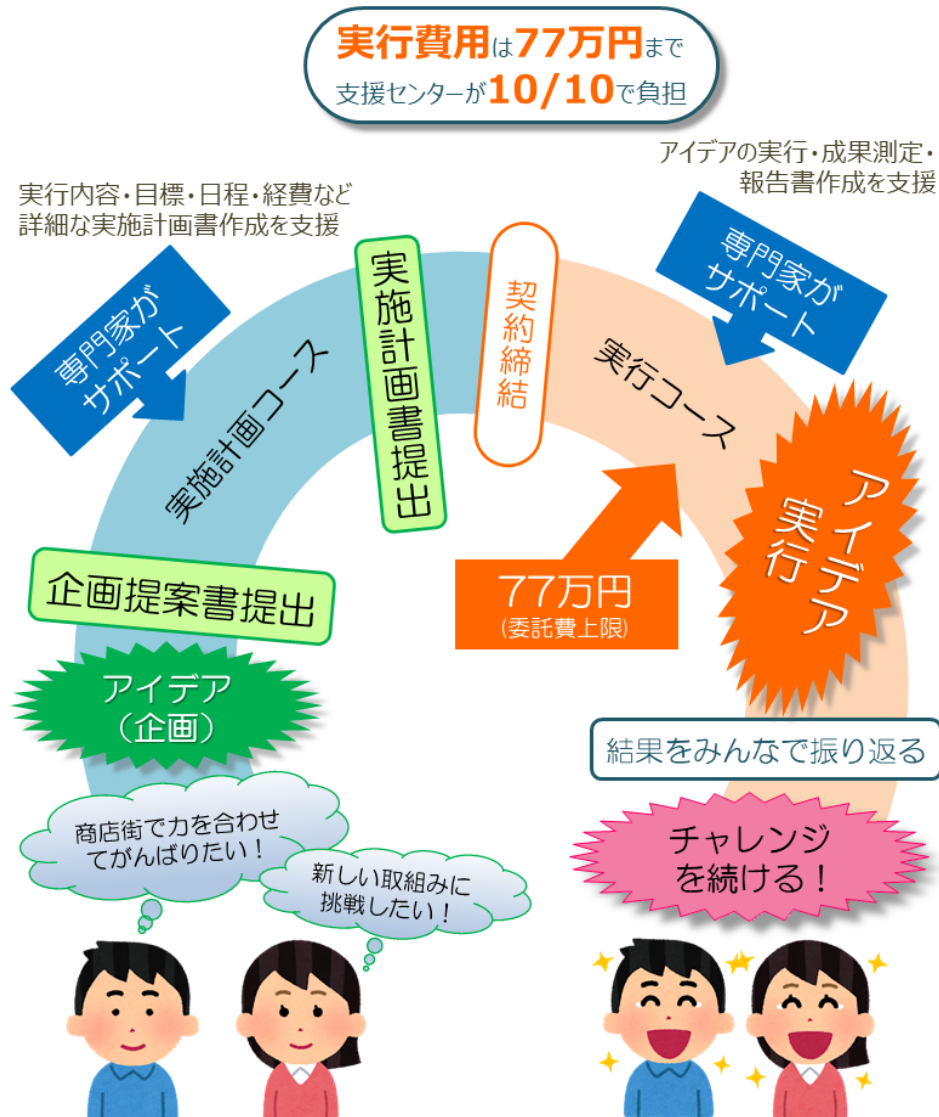 実行費用は77万円まで
支援センターが10/10で負担
アイデアの実行・成果測定・
報告書作成を支援
実行内容・目標・日程・経費など
詳細な実施計画書作成を支援
専門家が
サポート
実施計画コース
実施計画書提出
契約締結
実行コース
専門家が
サポート
アイデア
実行
77万円
(委託費上限)
企画提案書提出
アイデア
(企画)
結果をみんなで振り返る
チャレンジ
を続ける！
商店街で力を合わせ
てがんばりたい！
新しい取組みに
挑戦したい！